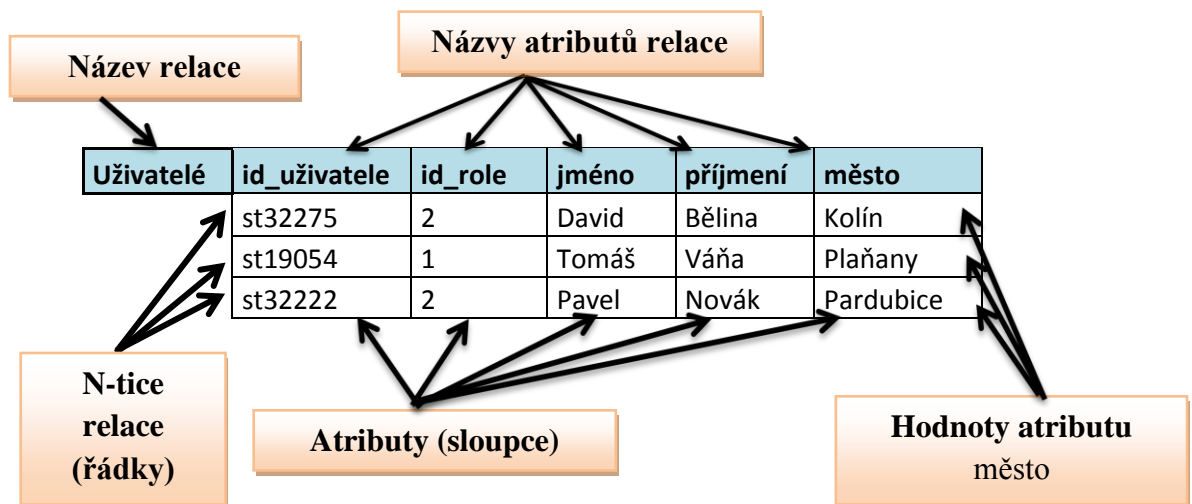 Názvy atributů relace
Název relace
Uživatelé id_uživatele id_role jméno příjmení město
st32275 2 David Bělina Kolín
st19054 1 Tomáš Váňa Plaňany
st32222 2 Pavel Novák Pardubice
N-tice
relace
(řádky)
Atributy (sloupce)
Hodnoty atributu
město